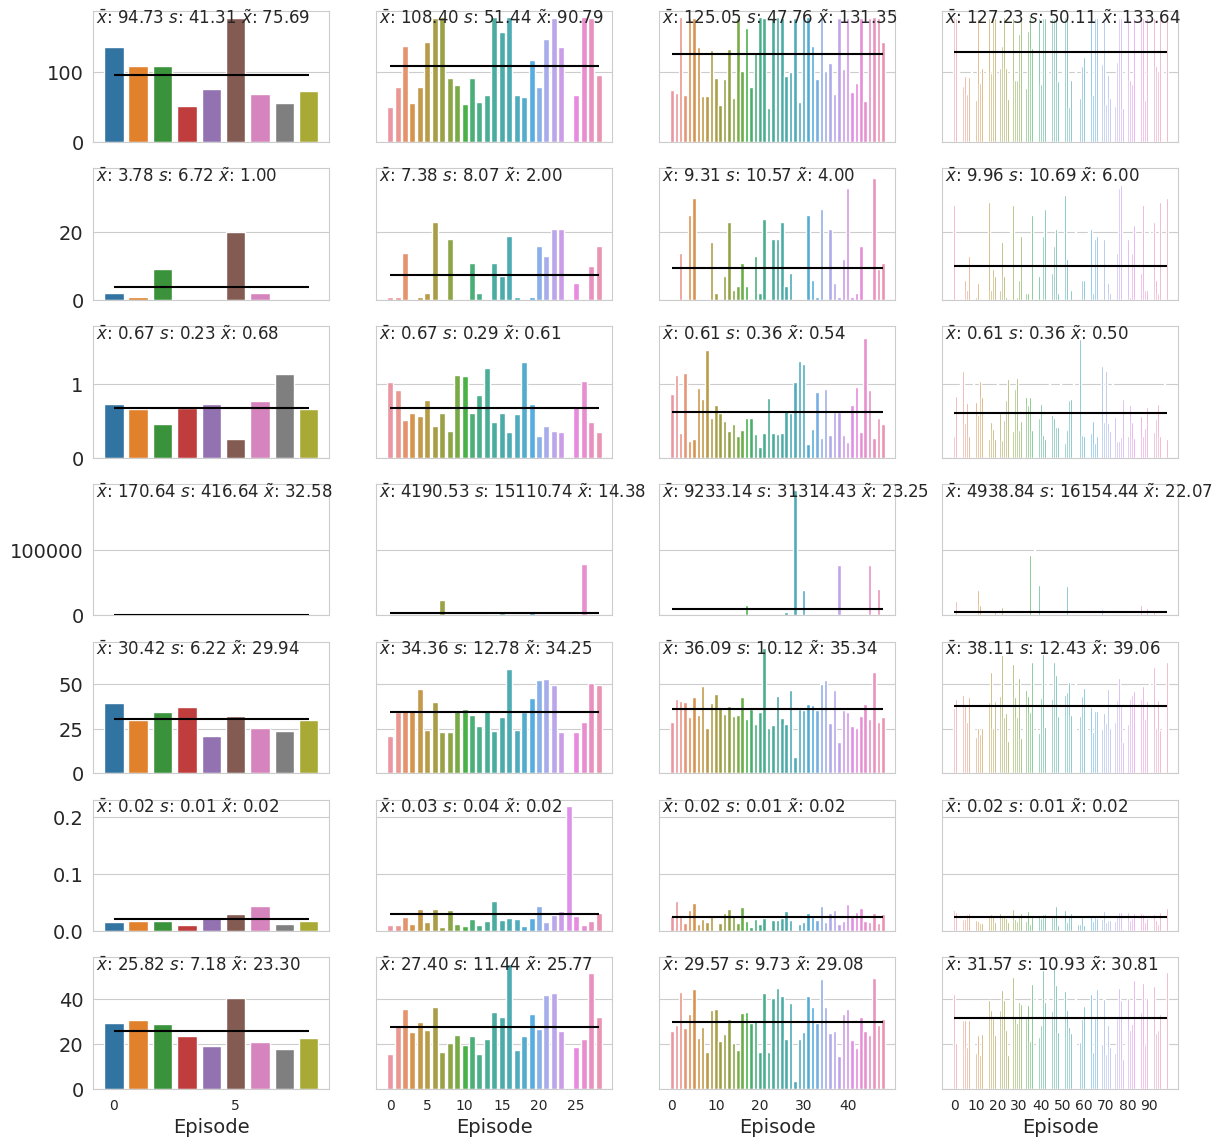 x̄: 94.73 s: 41.31 x̃: 75.69
x̄: 108.40 s: 51.44 x̃: 90.79
x̄: 125.05 s: 47.76 x̃: 131.35
x̄: 127.23 s: 50.11 x̃: 133.64
100
0
x̄: 3.78 s: 6.72 x̃: 1.00
x̄: 7.38 s: 8.07 x̃: 2.00
x̄: 9.31 s: 10.57 x̃: 4.00
x̄: 9.96 s: 10.69 x̃: 6.00
20
0
x̄: 0.67 s: 0.23 x̃: 0.68
x̄: 0.67 s: 0.29 x̃: 0.61
x̄: 0.61 s: 0.36 x̃: 0.54
x̄: 0.61 s: 0.36 x̃: 0.50
1
0
x̄: 170.64 s: 416.64 x̃: 32.58
x̄: 4190.53 s: 15110.74 x̃: 14.38
x̄: 9233.14 s: 31314.43 x̃: 23.25
x̄: 4938.84 s: 16154.44 x̃: 22.07
100000
0
x̄: 30.42 s: 6.22 x̃: 29.94
x̄: 34.36 s: 12.78 x̃: 34.25
x̄: 36.09 s: 10.12 x̃: 35.34
x̄: 38.11 s: 12.43 x̃: 39.06
50
25
0
x̄: 0.02 s: 0.01 x̃: 0.02
x̄: 0.03 s: 0.04 x̃: 0.02
x̄: 0.02 s: 0.01 x̃: 0.02
x̄: 0.02 s: 0.01 x̃: 0.02
0.2
0.1
0.0
x̄: 25.82 s: 7.18 x̃: 23.30
x̄: 27.40 s: 11.44 x̃: 25.77
x̄: 29.57 s: 9.73 x̃: 29.08
x̄: 31.57 s: 10.93 x̃: 30.81
40
20
0
0 5
0 5 10 15 20 25
0 10 20 30 40
0 10 20 30 40 50 60 70 80 90
Episode
Episode
Episode
Episode